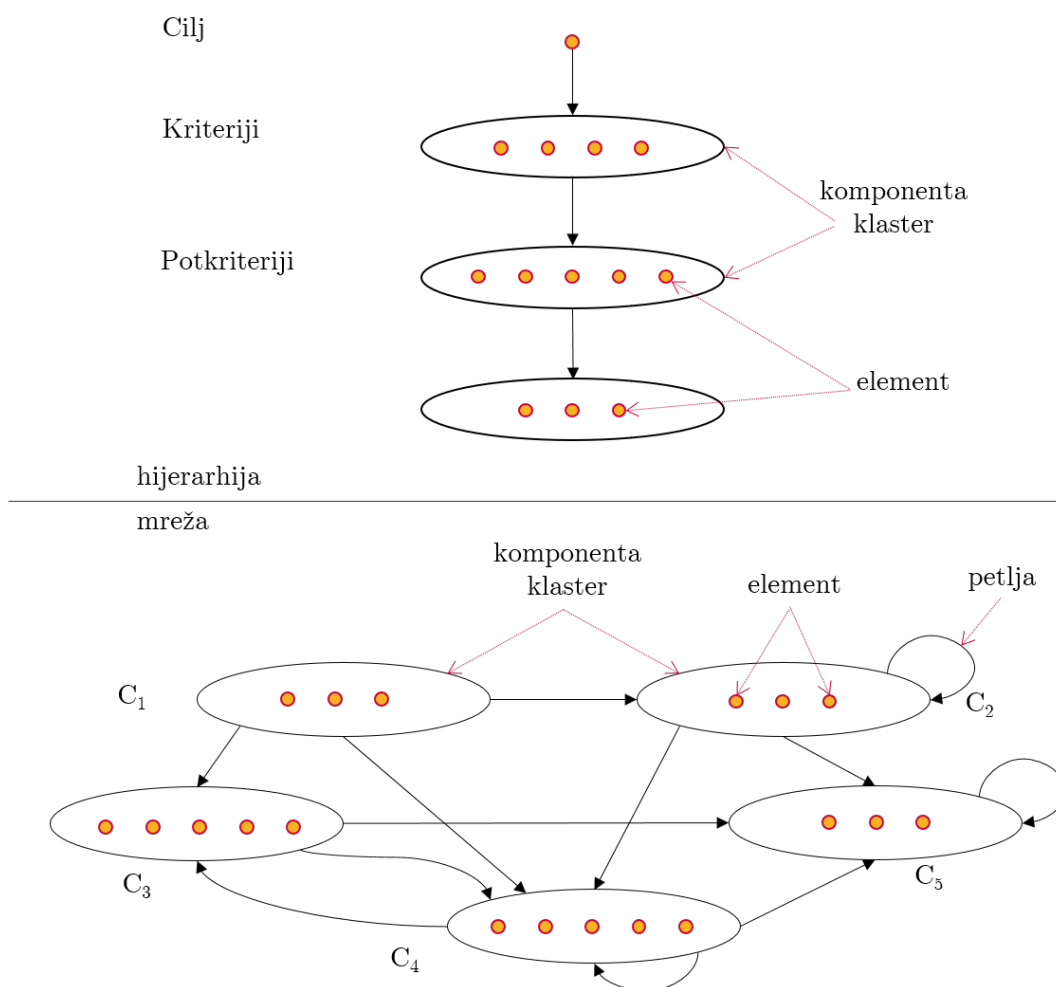 Cilj
Kriteriji
komponenta
klaster
Potkriteriji
element
hijerarhija
mreža
komponenta
klaster
element
petlja
C₁
C₂
C₃
C₅
C₄